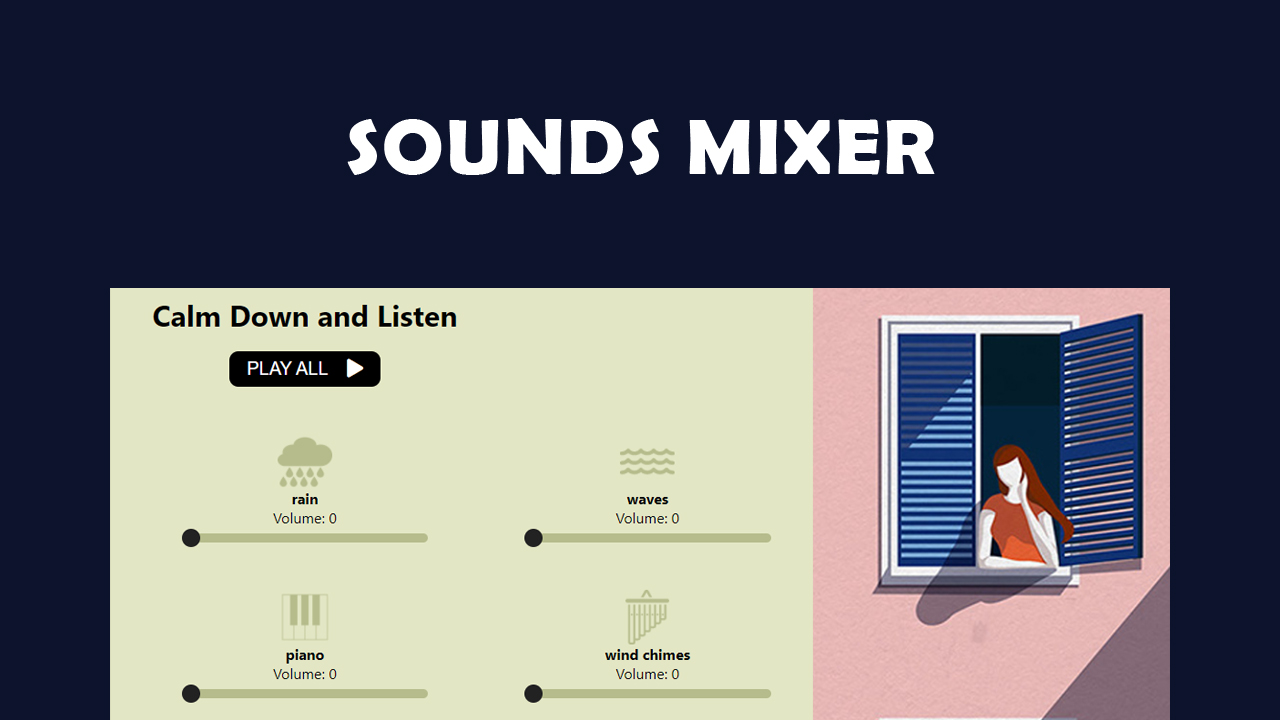 SOUNDS MIXER
Calm Down and Listen
PLAY ALL
rain
Volume: 0
waves
Volume: 0
piano
Volume: 0
wind chimes
Volume: 0